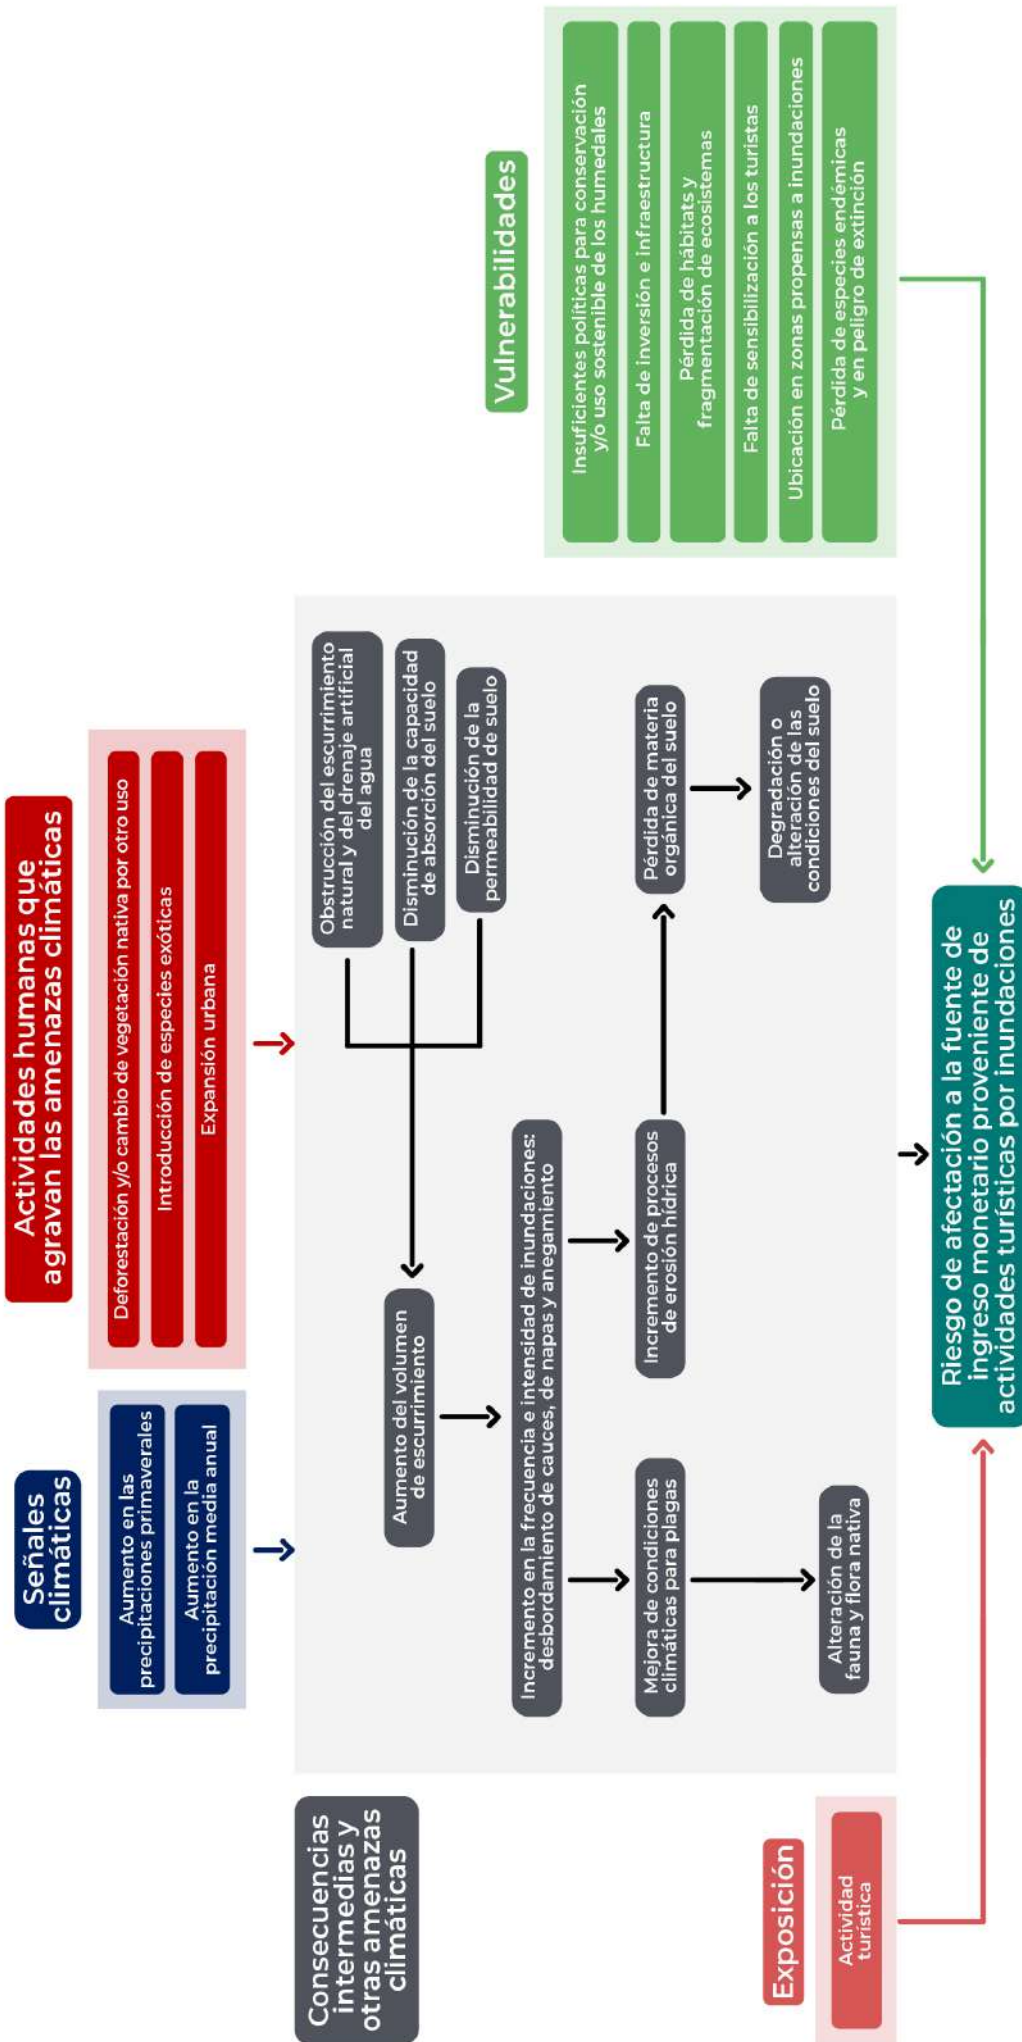 Señales
climáticas
Aumento en las
precipitaciones primaverales
Aumento en la
precipitación media anual
Actividades humanas que
agravan las amenazas climáticas
Deforestación y/o cambio de vegetación nativa por otro uso
Introducción de especies exóticas
Expansión urbana
Consecuencias
intermedias y
otras amenazas
climáticas
Obstrucción del escurrimiento
natural y del drenaje artificial
del agua
Disminución de la capacidad
de absorción del suelo
Disminución de la
permeabilidad de suelo
Aumento del volumen
de escurrimiento
Incremento en la frecuencia e intensidad de inundaciones:
desbordamiento de cauces, de napas y anegamiento
Mejora de condiciones
climáticas para plagas
Incremento de procesos
de erosión hídrica
Pérdida de materia
orgánica del suelo
Alteración de la
fauna y flora nativa
Degradación o
alteración de las
condiciones del suelo
Vulnerabilidades
Insuficientes políticas para conservación
y/o uso sostenible de los humedales
Falta de inversión e infraestructura
Pérdida de hábitats y
fragmentación de ecosistemas
Falta de sensibilización a los turistas
Ubicación en zonas propensas a inundaciones
Pérdida de especies endémicas
y en peligro de extinción
Exposición
Actividad
turística
Riesgo de afectación a la fuente de
ingreso monetario proveniente de
actividades turísticas por inundaciones